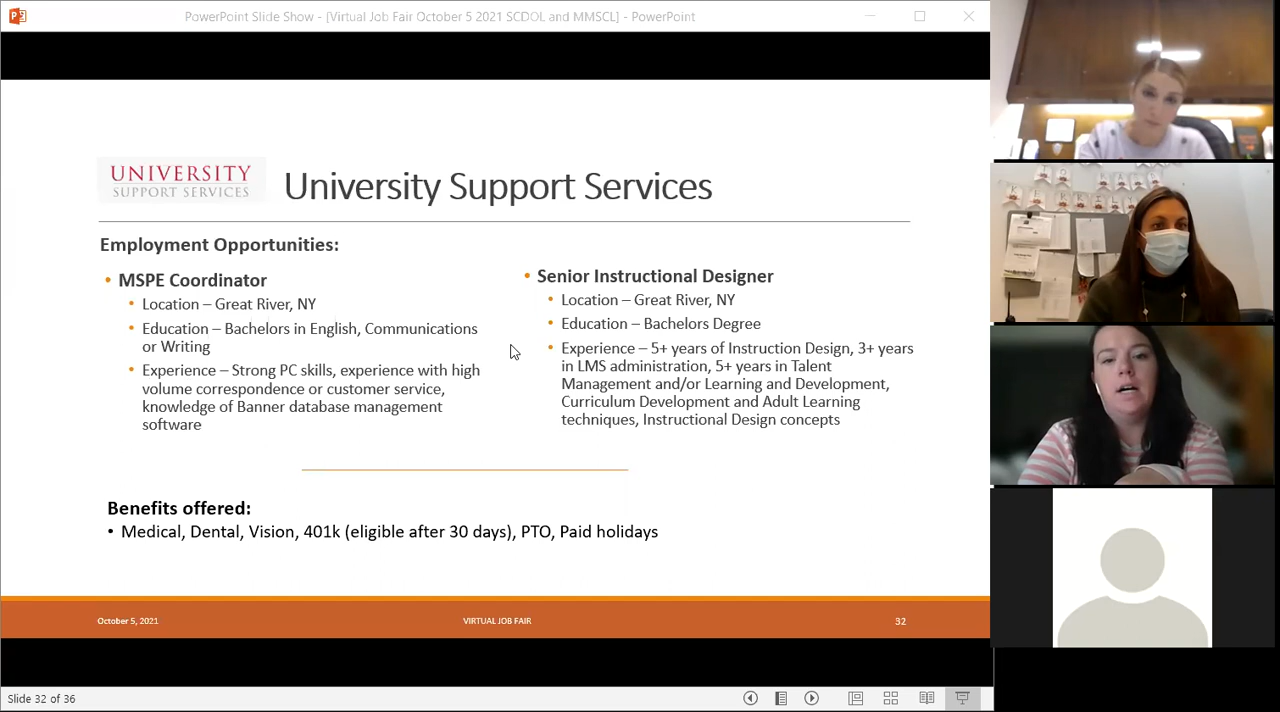 PowerPoint Slide Show - [Virtual Job Fair October 5 2021 SCDOL and MMSCL] - PowerPoint
UNIVERSITY
SUPPORT SERVICES
University Support Services
Employment Opportunities:
• MSPE Coordinator
• Location – Great River, NY
• Education – Bachelors in English, Communications
or Writing
• Experience – Strong PC skills, experience with high
volume correspondence or customer service,
knowledge of Banner database management
software
• Senior Instructional Designer
• Location – Great River, NY
• Education – Bachelors Degree
• Experience – 5+ years of Instruction Design, 3+ years
in LMS administration, 5+ years in Talent
Management and/or Learning and Development,
Curriculum Development and Adult Learning
techniques, Instructional Design concepts
Benefits offered:
• Medical, Dental, Vision, 401k (eligible after 30 days), PTO, Paid holidays
October 5, 2021
VIRTUAL JOB FAIR
32
Slide 32 of 36